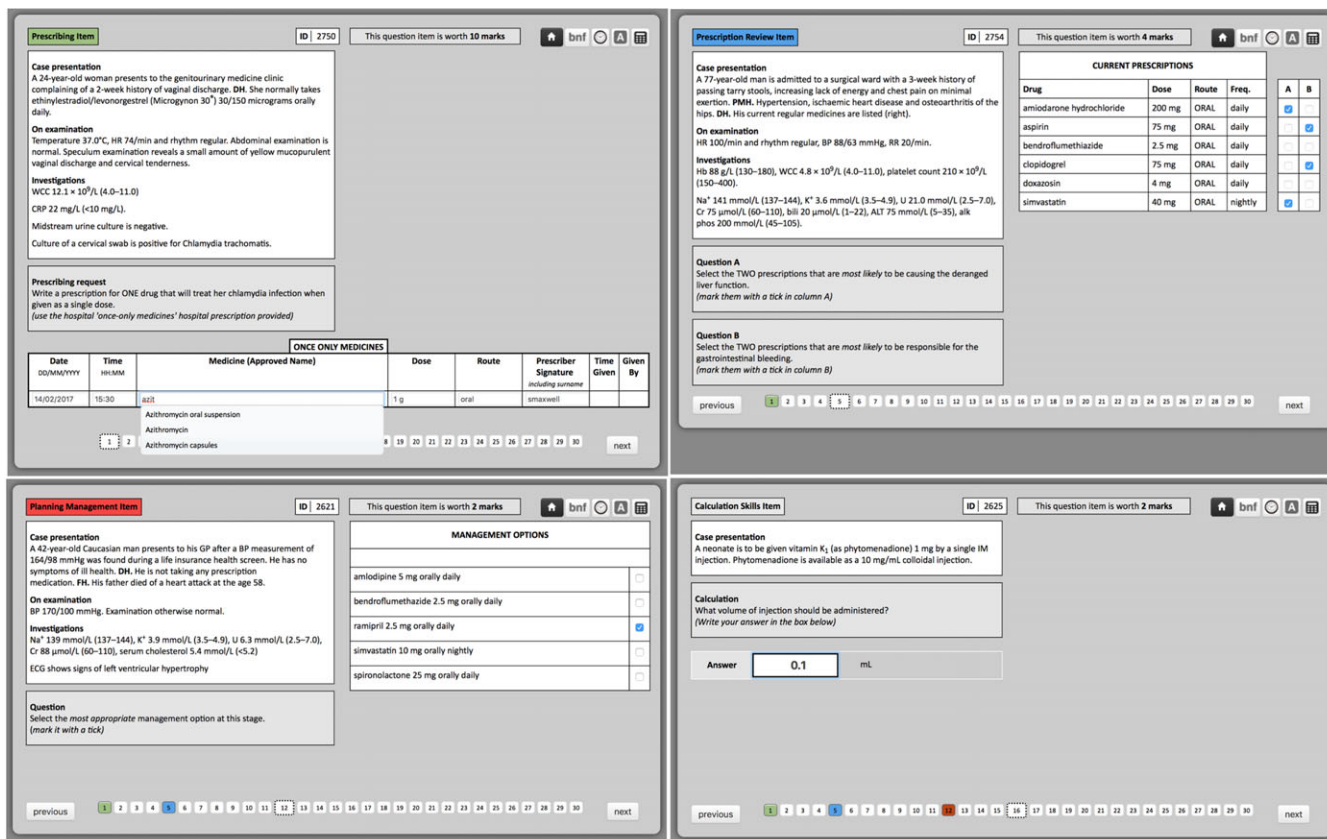 Prescribing Item
ID 2750
This question item is worth 10 marks
bnf
A
Case presentation
A 24-year-old woman presents to the genitourinary medicine clinic
complaining of a 2-week history of vaginal discharge. DH. She normally takes
ethinylestradiol/levonorgestrel (Microgynon 30®) 30/150 micrograms orally
daily.
On examination
Temperature 37.0°C, HR 74/min and rhythm regular. Abdominal examination is
normal. Speculum examination reveals a small amount of yellow mucopurulent
vaginal discharge and cervical tenderness.
Investigations
WCC 12.1 × 10⁹/L (4.0–11.0)
CRP 22 mg/L (<10 mg/L).
Midstream urine culture is negative.
Culture of a cervical swab is positive for Chlamydia trachomatis.
Prescribing request
Write a prescription for ONE drug that will treat her chlamydia infection when
given as a single dose.
(use the hospital 'once-only medicines' hospital prescription provided)
ONCE ONLY MEDICINES
Date Time Medicine (Approved Name) Dose Route Prescriber Time Given
DD/MM/YYYY HH:MM Signature Given By
including surname
14/02/2017 15:30 azit 1 g oral smaxwell
Azithromycin oral suspension
Azithromycin
Azithromycin capsules
1 2 8 19 20 21 22 23 24 25 26 27 28 29 30 next
Prescription Review Item
ID 2754
This question item is worth 4 marks
bnf
A
Case presentation
A 77-year-old man is admitted to a surgical ward with a 3-week history of
passing tarry stools, increasing lack of energy and chest pain on minimal
exertion. PMH. Hypertension, ischaemic heart disease and osteoarthritis of the
hips. DH. His current regular medicines are listed (right).
On examination
HR 100/min and rhythm regular, BP 88/63 mmHg, RR 20/min.
Investigations
Hb 88 g/L (130–180), WCC 4.8 × 10⁹/L (4.0–11.0), platelet count 210 × 10⁹/L
(150–400).
Na⁺ 141 mmol/L (137–144), K⁺ 3.6 mmol/L (3.5–4.9), U 21.0 mmol/L (2.5–7.0),
Cr 75 µmol/L (60–110), bili 20 µmol/L (1–22), ALT 75 mmol/L (5–35), alk
phos 200 mmol/L (45–105).
Question A
Select the TWO prescriptions that are most likely to be causing the deranged
liver function.
(mark them with a tick in column A)
Question B
Select the TWO prescriptions that are most likely to be responsible for the
gastrointestinal bleeding.
(mark them with a tick in column B)
CURRENT PRESCRIPTIONS
Drug Dose Route Freq. A B
amiodarone hydrochloride 200 mg ORAL daily
aspirin 75 mg ORAL daily
bendroflumethiazide 2.5 mg ORAL daily
clopidogrel 75 mg ORAL daily
doxazosin 4 mg ORAL daily
simvastatin 40 mg ORAL nightly
previous 1 2 3 4 5 6 7 8 9 10 11 12 13 14 15 16 17 18 19 20 21 22 23 24 25 26 27 28 29 30 next
Planning Management Item
ID 2621
This question item is worth 2 marks
bnf
A
Case presentation
A 42-year-old Caucasian man presents to his GP after a BP measurement of
164/98 mmHg was found during a life insurance health screen. He has no
symptoms of ill health. DH. He is not taking any prescription
medication. FH. His father died of a heart attack at the age 58.
On examination
BP 170/100 mmHg. Examination otherwise normal.
Investigations
Na⁺ 139 mmol/L (137–144), K⁺ 3.9 mmol/L (3.5–4.9), U 6.3 mmol/L (2.5–7.0),
Cr 88 µmol/L (60–110), serum cholesterol 5.4 mmol/L (<5.2)
ECG shows signs of left ventricular hypertrophy
Question
Select the most appropriate management option at this stage.
(mark it with a tick)
MANAGEMENT OPTIONS
amlodipine 5 mg orally daily
bendroflumethazide 2.5 mg orally daily
ramipril 2.5 mg orally daily
simvastatin 10 mg orally nightly
spironolactone 25 mg orally daily
previous 1 2 3 4 5 6 7 8 9 10 11 12 13 14 15 16 17 18 19 20 21 22 23 24 25 26 27 28 29 30 next
Calculation Skills Item
ID 2625
This question item is worth 2 marks
bnf
A
Case presentation
A neonate is to be given vitamin K₁ (as phytomenadione) 1 mg by a single IM
injection. Phytomenadione is available as a 10 mg/mL colloidal injection.
Calculation
What volume of injection should be administered?
(Write your answer in the box below)
Answer 0.1 mL
previous 1 2 3 4 5 6 7 8 9 10 11 12 13 14 15 16 17 18 19 20 21 22 23 24 25 26 27 28 29 30 next